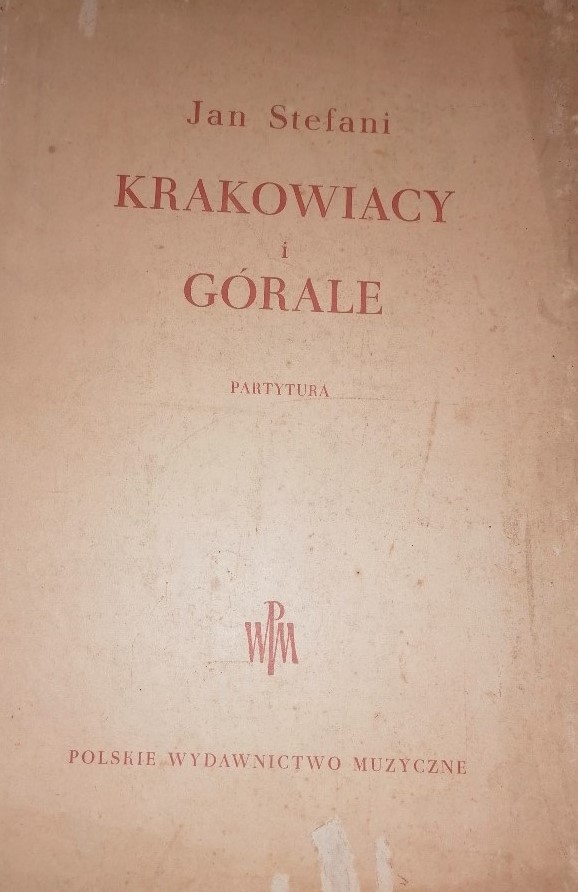 Jan Stefani
KRAKOWIACY
i
GÓRALE
PARTYTURA
PWM
POLSKIE WYDAWNICTWO MUZYCZNE